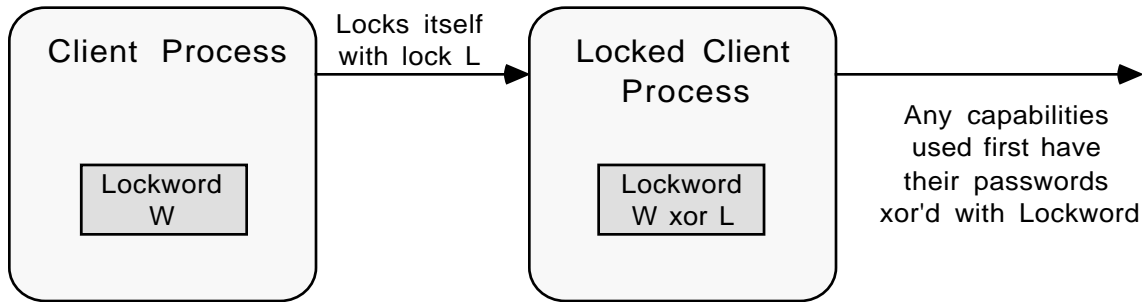 Client Process
Lockword
W
Locks itself
with lock L
Locked Client
Process
Lockword
W xor L
Any capabilities
used first have
their passwords
xor'd with Lockword